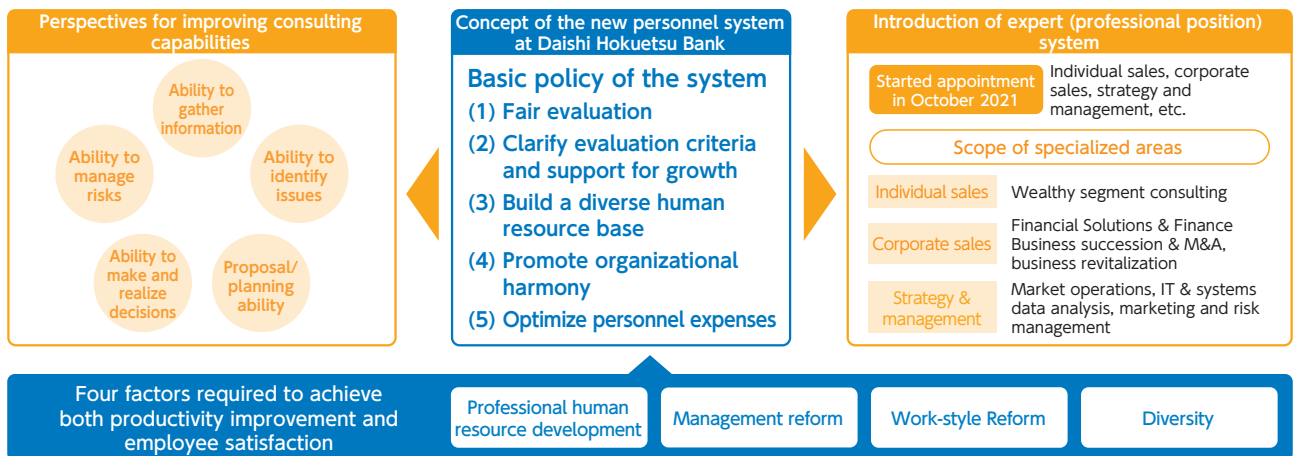 Perspectives for improving consulting
capabilities
Ability to
gather
information
Ability to
manage
risks
Ability to
identify
issues
Ability to
make and
realize
decisions
Proposal/
planning
ability
Concept of the new personnel system
at Daishi Hokuetsu Bank
Basic policy of the system
(1) Fair evaluation
(2) Clarify evaluation criteria
and support for growth
(3) Build a diverse human
resource base
(4) Promote organizational
harmony
(5) Optimize personnel expenses
Introduction of expert (professional position)
system
Started appointment
in October 2021
Individual sales, corporate
sales, strategy and
management, etc.
Scope of specialized areas
Individual sales
Wealthy segment consulting
Corporate sales
Financial Solutions & Finance
Business succession & M&A,
business revitalization
Strategy &
management
Market operations, IT & systems
data analysis, marketing and risk
management
Four factors required to achieve
both productivity improvement and
employee satisfaction
Professional human
resource development
Management reform
Work-style Reform
Diversity